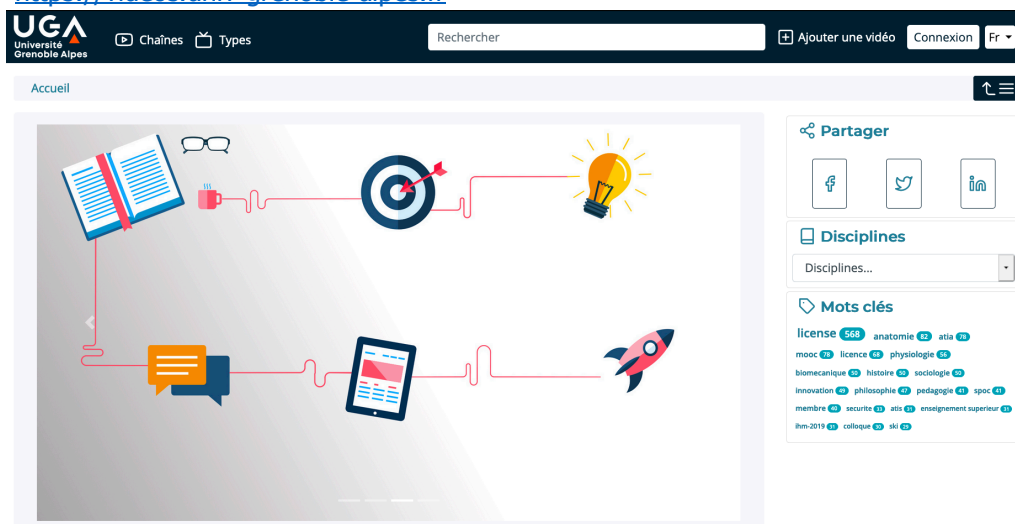 UGA
Université
Grenoble Alpes
Chaînes Types
Rechercher
Ajouter une vidéo
Connexion
Fr
Accueil
Partager
Disciplines
Disciplines...
Mots clés
license 568 anatomie 82 atia 78
mooc 78 licence 68 physiologie 56
biomecanique 50 histoire 50 sociologie 50
innovation 49 philosophie 47 pedagogie 41 spoc 41
membre 40 securite 33 atis 31 enseignement superieur 31
ihm-2019 31 colloque 30 ski 29